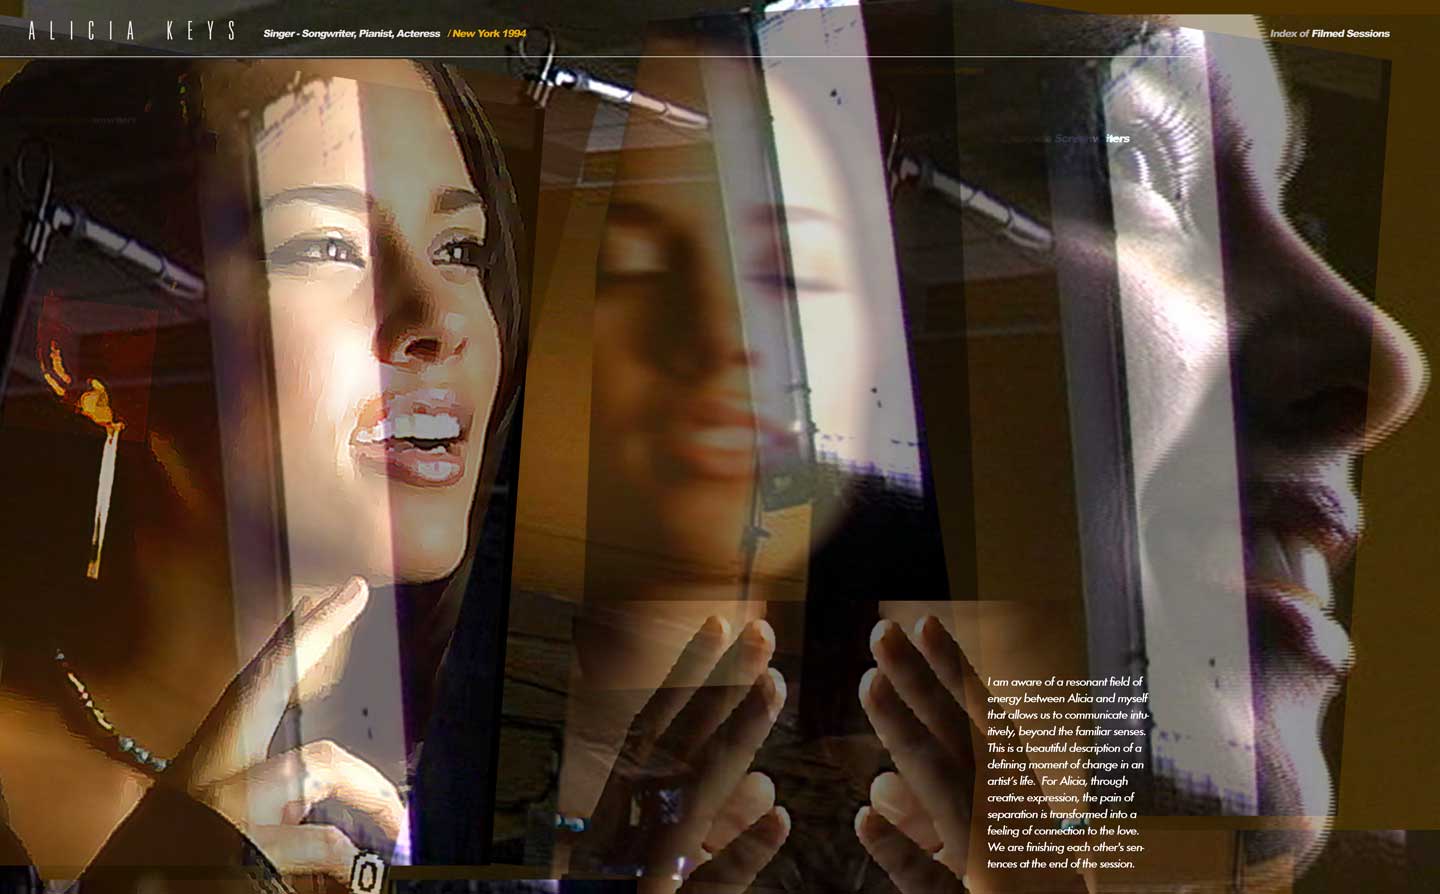 ALICIA KEYS
Singer - Songwriter, Pianist, Acteress / New York 1994
Index of Filmed Sessions
Screenwriters
I am aware of a resonant field of
energy between Alicia and myself
that allows us to communicate intu-
itively, beyond the familiar senses.
This is a beautiful description of a
defining moment of change in an
artist's life. For Alicia, through
creative expression, the pain of
separation is transformed into a
feeling of connection to the love.
We are finishing each other's sen-
tences at the end of the session.